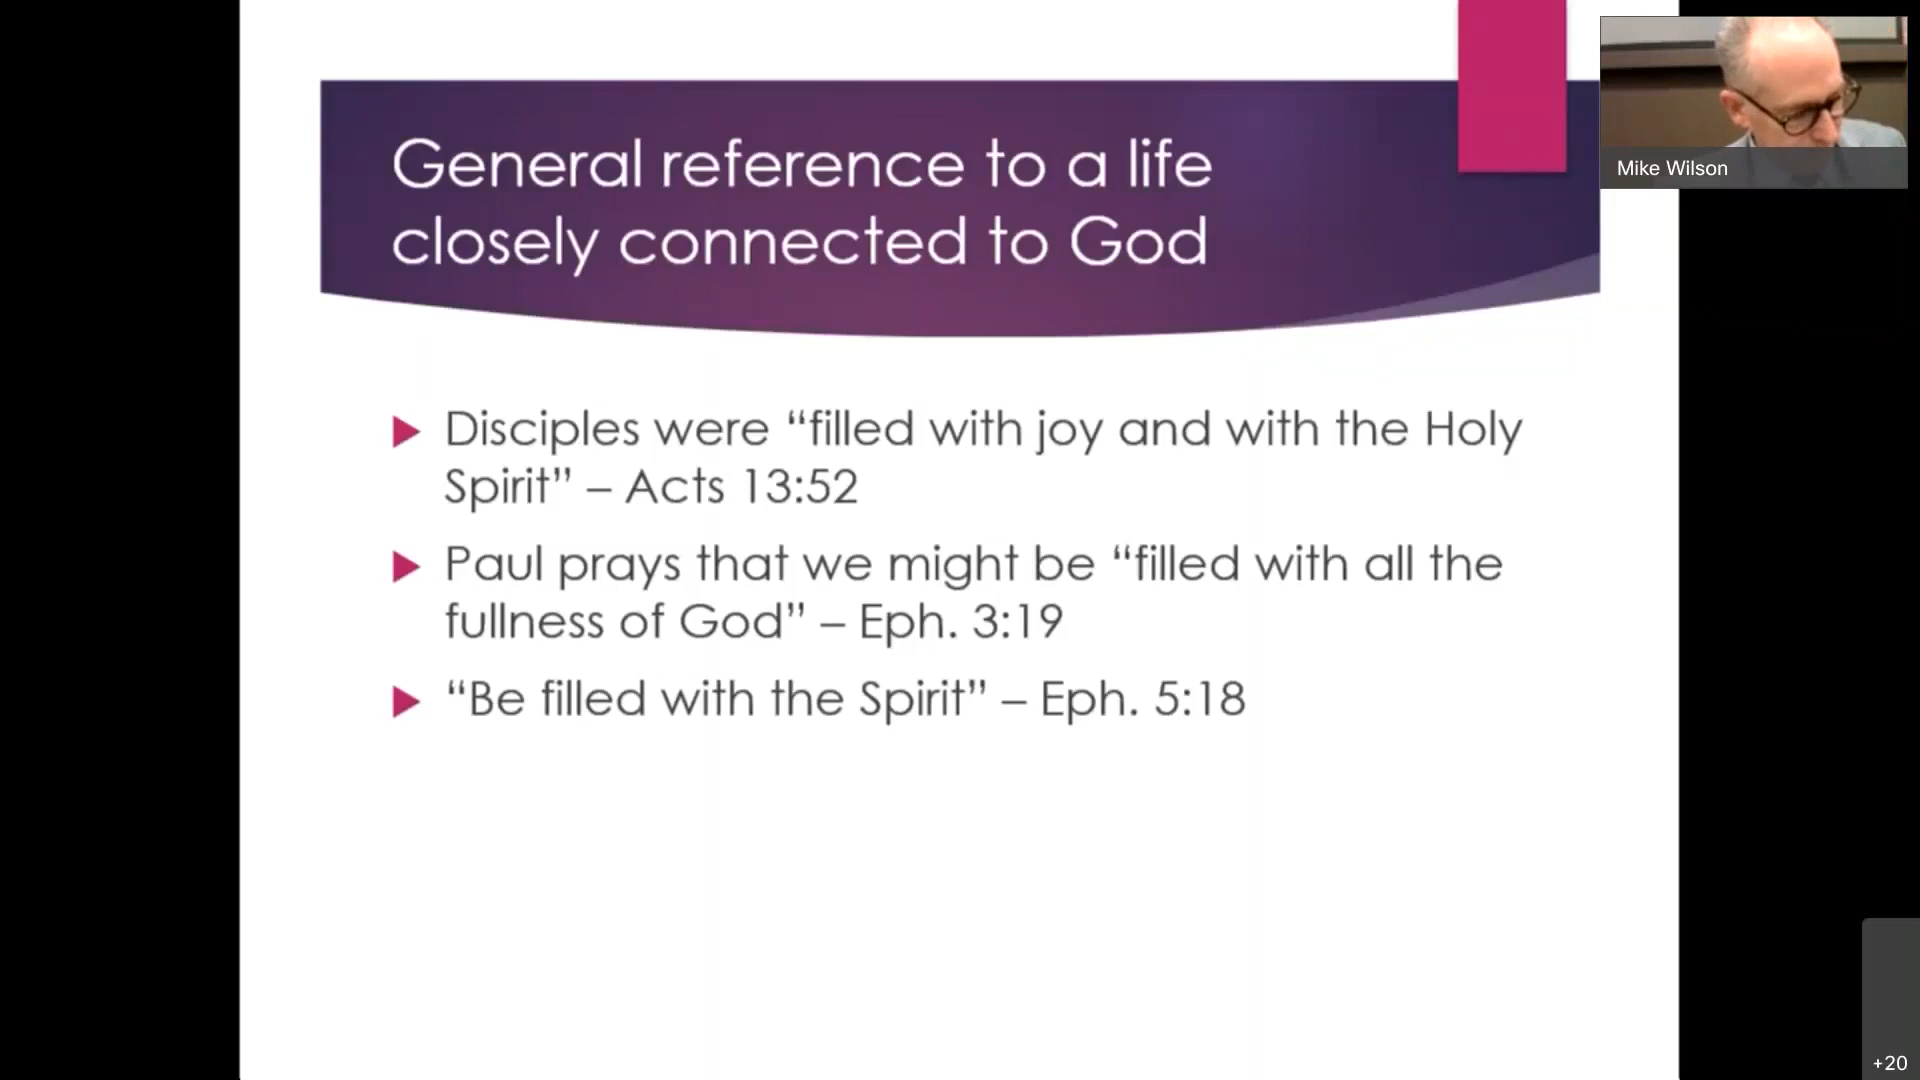 General reference to a life
closely connected to God
Mike Wilson
Disciples were “filled with joy and with the Holy
Spirit” – Acts 13:52
Paul prays that we might be “filled with all the
fullness of God” – Eph. 3:19
“Be filled with the Spirit” – Eph. 5:18
+20